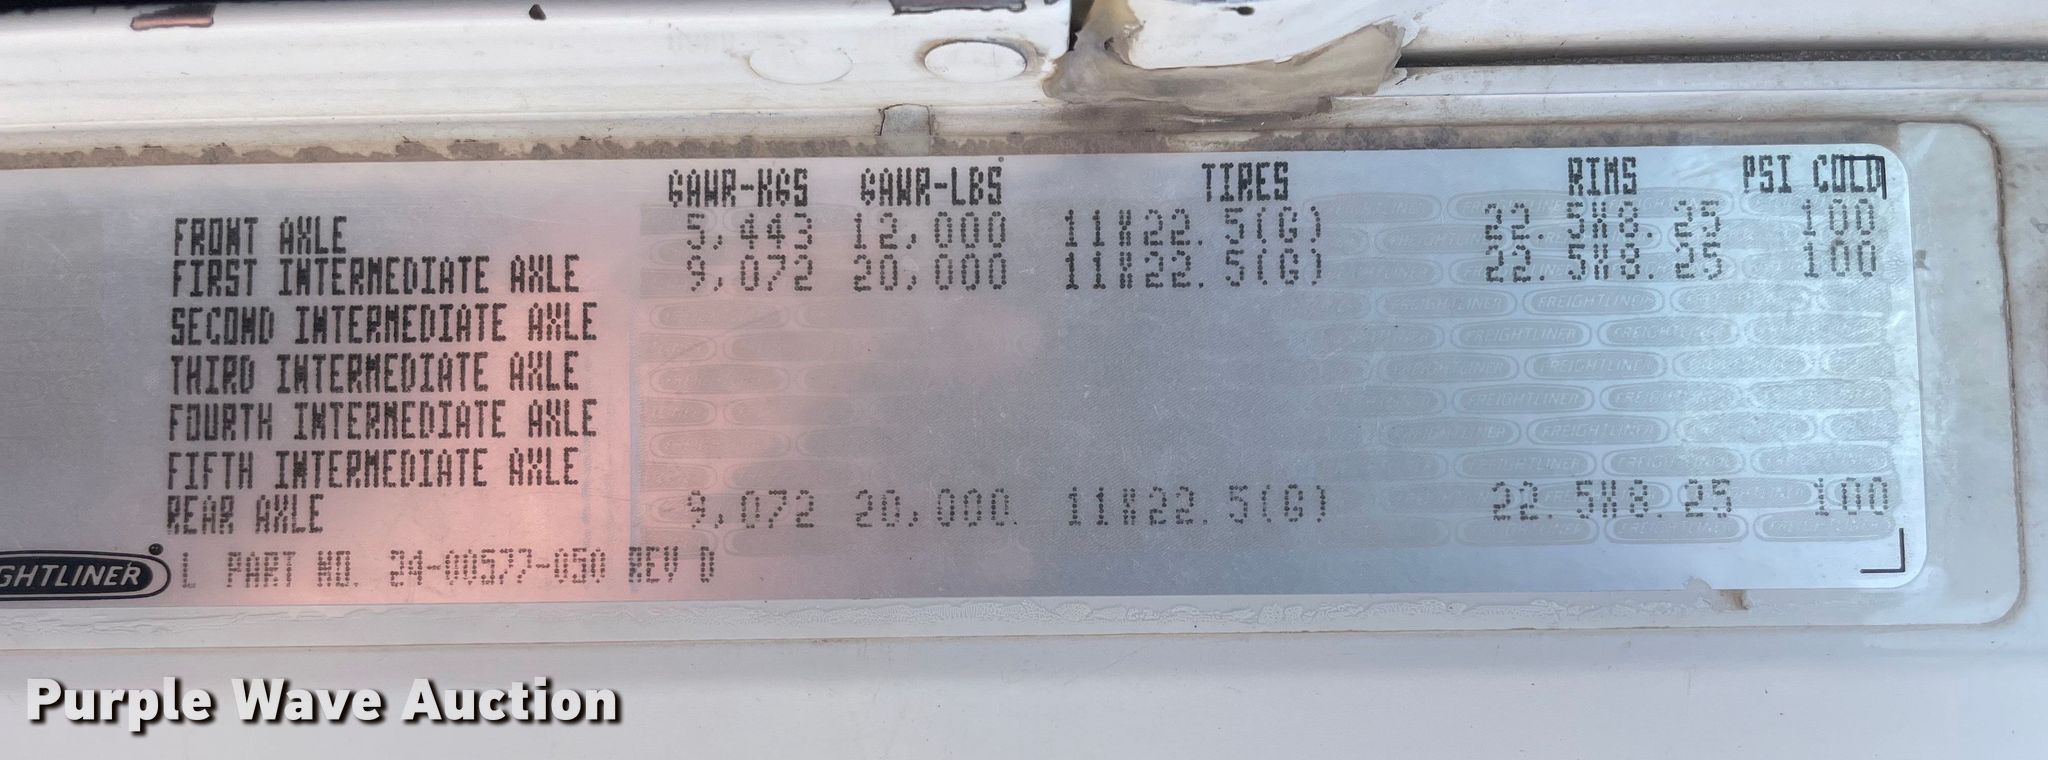 GAWR-KGS GAWR-LBS TIRES RIMS PSI COLD
FRONT AXLE 5,443 12,000 11X22.5(G) 22.5X8.25 100
FIRST INTERMEDIATE AXLE 9,072 20,000 11X22.5(G) 22.5X8.25 100
SECOND INTERMEDIATE AXLE
THIRD INTERMEDIATE AXLE
FOURTH INTERMEDIATE AXLE
FIFTH INTERMEDIATE AXLE
REAR AXLE 9,072 20,000 11X22.5(G) 22.5X8.25 100
GHTLINER L PART NO. 24-00577-050 REV D
Purple Wave Auction